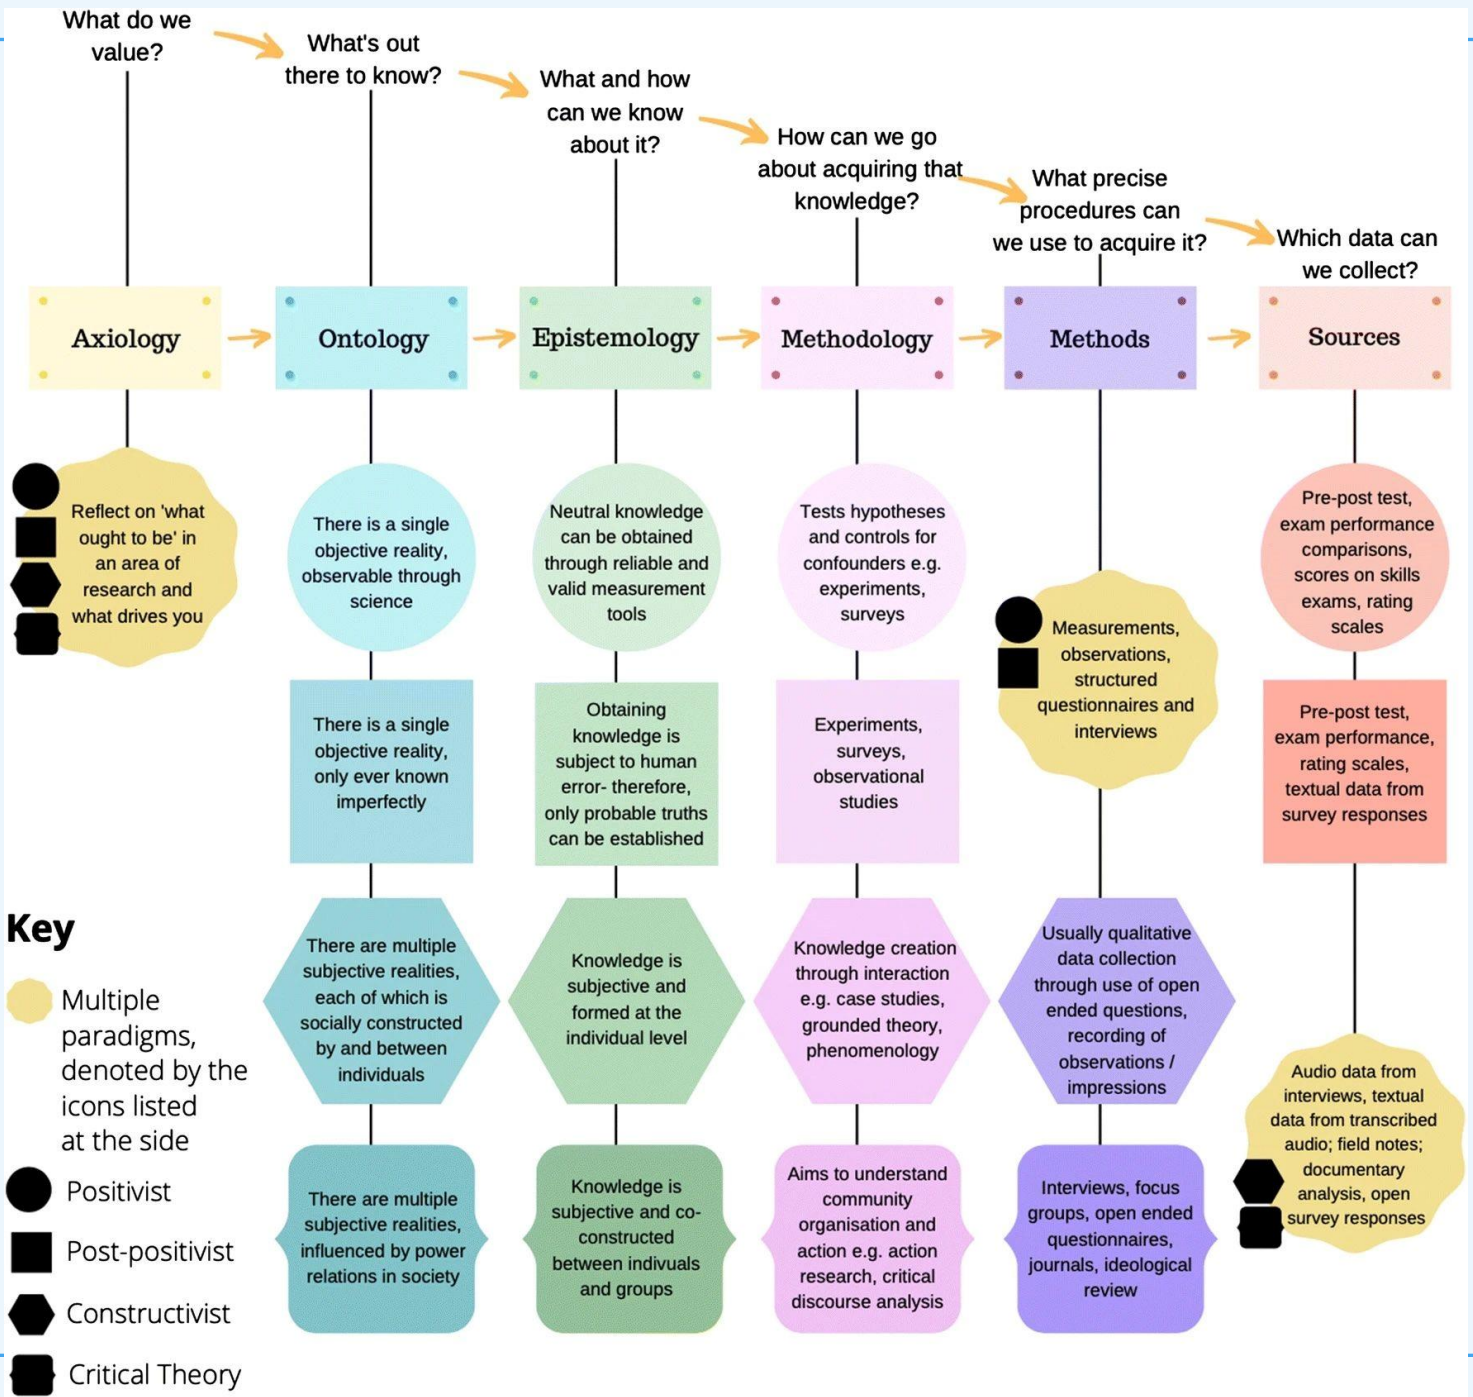 What do we
value?
What's out
there to know?
What and how
can we know
about it?
How can we go
about acquiring that
knowledge?
What precise
procedures can
we use to acquire it?
Which data can
we collect?
Axiology
Ontology
Epistemology
Methodology
Methods
Sources
Reflect on 'what
ought to be' in
an area of
research and
what drives you
There is a single
objective reality,
observable through
science
Neutral knowledge
can be obtained
through reliable and
valid measurement
tools
Tests hypotheses
and controls for
confounders e.g.
experiments,
surveys
Measurements,
observations,
structured
questionnaires and
interviews
Pre-post test,
exam performance
comparisons,
scores on skills
exams, rating
scales
There is a single
objective reality,
only ever known
imperfectly
Obtaining
knowledge is
subject to human
error- therefore,
only probable truths
can be established
Experiments,
surveys,
observational
studies
Pre-post test,
exam performance,
rating scales,
textual data from
survey responses
There are multiple
subjective realities,
each of which is
socially constructed
by and between
individuals
Knowledge is
subjective and
formed at the
individual level
Knowledge creation
through interaction
e.g. case studies,
grounded theory,
phenomenology
Usually qualitative
data collection
through use of open
ended questions,
recording of
observations /
impressions
Audio data from
interviews, textual
data from transcribed
audio; field notes;
documentary
analysis, open
survey responses
There are multiple
subjective realities,
influenced by power
relations in society
Knowledge is
subjective and co-
constructed
between indivuals
and groups
Aims to understand
community
organisation and
action e.g. action
research, critical
discourse analysis
Interviews, focus
groups, open ended
questionnaires,
journals, ideological
review
Key
Multiple
paradigms,
denoted by the
icons listed
at the side
Positivist
Post-positivist
Constructivist
Critical Theory